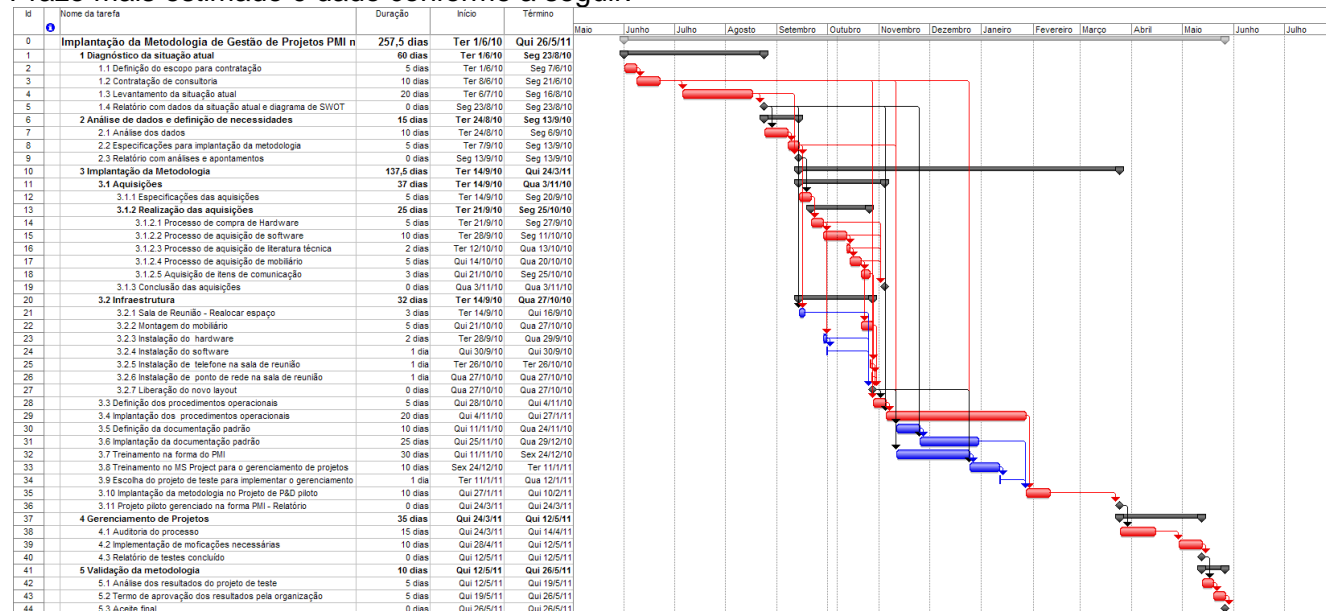 Prazo mais estimado é dado conforme a seguir:
Id Nome da tarefa Duração Início Término
Maio Junho Julho Agosto Setembro Outubro Novembro Dezembro Janeiro Fevereiro Março Abril Maio Junho Julho
0 Implantação da Metodologia de Gestão de Projetos PMI n 257,5 dias Ter 1/6/10 Qui 26/5/11
1 1 Diagnóstico da situação atual 60 dias Ter 1/6/10 Seg 23/8/10
2 1.1 Definição do escopo para contratação 5 dias Ter 1/6/10 Seg 7/6/10
3 1.2 Contratação de consultoria 10 dias Ter 8/6/10 Seg 21/6/10
4 1.3 Levantamento da situação atual 20 dias Ter 6/7/10 Seg 16/8/10
5 1.4 Relatório com dados da situação atual e diagrama de SWOT 0 dias Seg 23/8/10 Seg 23/8/10
6 2 Análise de dados e definição de necessidades 15 dias Ter 24/8/10 Seg 13/9/10
7 2.1 Análise dos dados 10 dias Ter 24/8/10 Seg 6/9/10
8 2.2 Especificações para implantação da metodologia 5 dias Ter 7/9/10 Seg 13/9/10
9 2.3 Relatório com análises e apontamentos 0 dias Seg 13/9/10 Seg 13/9/10
10 3 Implantação da Metodologia 137,5 dias Ter 14/9/10 Qui 24/3/11
11 3.1 Aquisições 37 dias Ter 14/9/10 Qua 3/11/10
12 3.1.1 Especificações das aquisições 5 dias Ter 14/9/10 Seg 20/9/10
13 3.1.2 Realização das aquisições 25 dias Ter 21/9/10 Seg 25/10/10
14 3.1.2.1 Processo de compra de Hardware 5 dias Ter 21/9/10 Seg 27/9/10
15 3.1.2.2 Processo de aquisição de software 10 dias Ter 28/9/10 Seg 11/10/10
16 3.1.2.3 Processo de aquisição de literatura técnica 2 dias Ter 12/10/10 Qua 13/10/10
17 3.1.2.4 Processo de aquisição de mobiliário 5 dias Qui 14/10/10 Qua 20/10/10
18 3.1.2.5 Aquisição de itens de comunicação 3 dias Qui 21/10/10 Seg 25/10/10
19 3.1.3 Conclusão das aquisições 0 dias Qua 3/11/10 Qua 3/11/10
20 3.2 Infraestrutura 32 dias Ter 14/9/10 Qua 27/10/10
21 3.2.1 Sala de Reunião - Realocar espaço 3 dias Ter 14/9/10 Qui 16/9/10
22 3.2.2 Montagem do mobiliário 5 dias Qui 21/10/10 Qua 27/10/10
23 3.2.3 Instalação do hardware 2 dias Ter 28/9/10 Qua 29/9/10
24 3.2.4 Instalação do software 1 dia Qui 30/9/10 Qui 30/9/10
25 3.2.5 Instalação de telefone na sala de reunião 1 dia Ter 26/10/10 Ter 26/10/10
26 3.2.6 Instalação de ponto de rede na sala de reunião 1 dia Qua 27/10/10 Qua 27/10/10
27 3.2.7 Liberação do novo layout 0 dias Qua 27/10/10 Qua 27/10/10
28 3.3 Definição dos procedimentos operacionais 5 dias Qui 28/10/10 Qui 4/11/10
29 3.4 Implantação dos procedimentos operacionais 20 dias Qui 4/11/10 Qui 27/1/11
30 3.5 Definição da documentação padrão 10 dias Qui 11/11/10 Qua 24/11/10
31 3.6 Implantação da documentação padrão 25 dias Qui 25/11/10 Qua 29/12/10
32 3.7 Treinamento na forma do PMI 30 dias Qui 11/11/10 Sex 24/12/10
33 3.8 Treinamento no MS Project para o gerenciamento de projetos 10 dias Sex 24/12/10 Ter 11/1/11
34 3.9 Escolha do projeto de teste para implementar o gerenciamento 1 dia Ter 11/1/11 Qua 12/1/11
35 3.10 Implantação da metodologia no Projeto de P&D piloto 10 dias Qui 27/1/11 Qui 10/2/11
36 3.11 Projeto piloto gerenciado na forma PMI - Relatório 0 dias Qui 24/3/11 Qui 24/3/11
37 4 Gerenciamento de Projetos 35 dias Qui 24/3/11 Qui 12/5/11
38 4.1 Auditoria do processo 15 dias Qui 24/3/11 Qui 14/4/11
39 4.2 Implementação de moficações necessárias 10 dias Qui 28/4/11 Qui 12/5/11
40 4.3 Relatório de testes concluído 0 dias Qui 12/5/11 Qui 12/5/11
41 5 Validação da metodologia 10 dias Qui 12/5/11 Qui 26/5/11
42 5.1 Análise dos resultados do projeto de teste 5 dias Qui 12/5/11 Qui 19/5/11
43 5.2 Termo de aprovação dos resultados pela organização 5 dias Qui 19/5/11 Qui 26/5/11
44 5.3 Aceite final 0 dias Qui 26/5/11 Qui 26/5/11